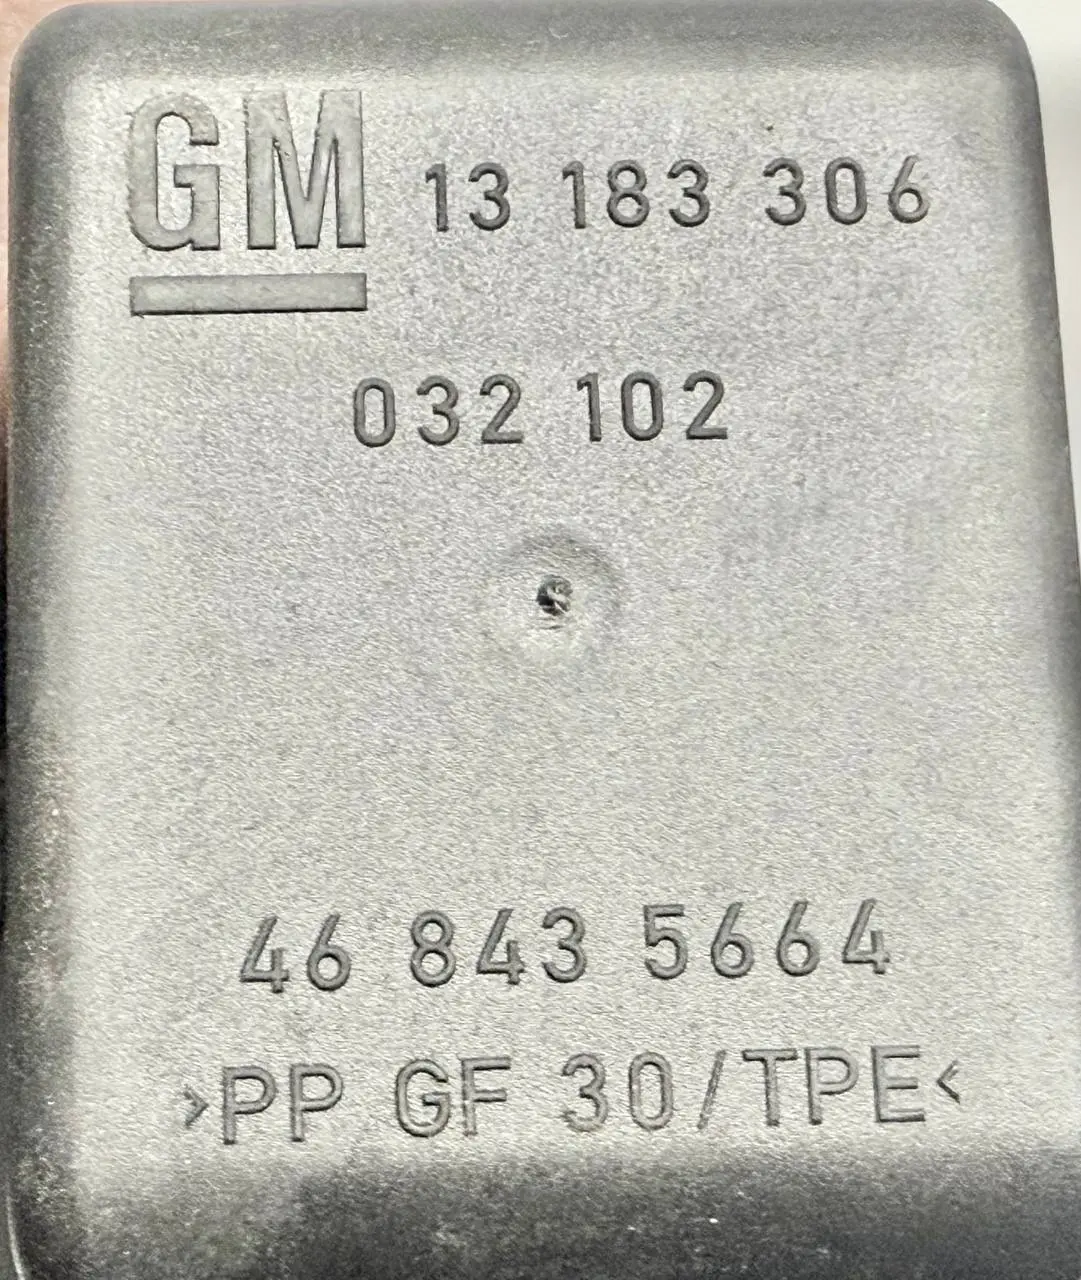 GM 13 183 306
032 102
46 843 5664
>PP GF 30/TPE<